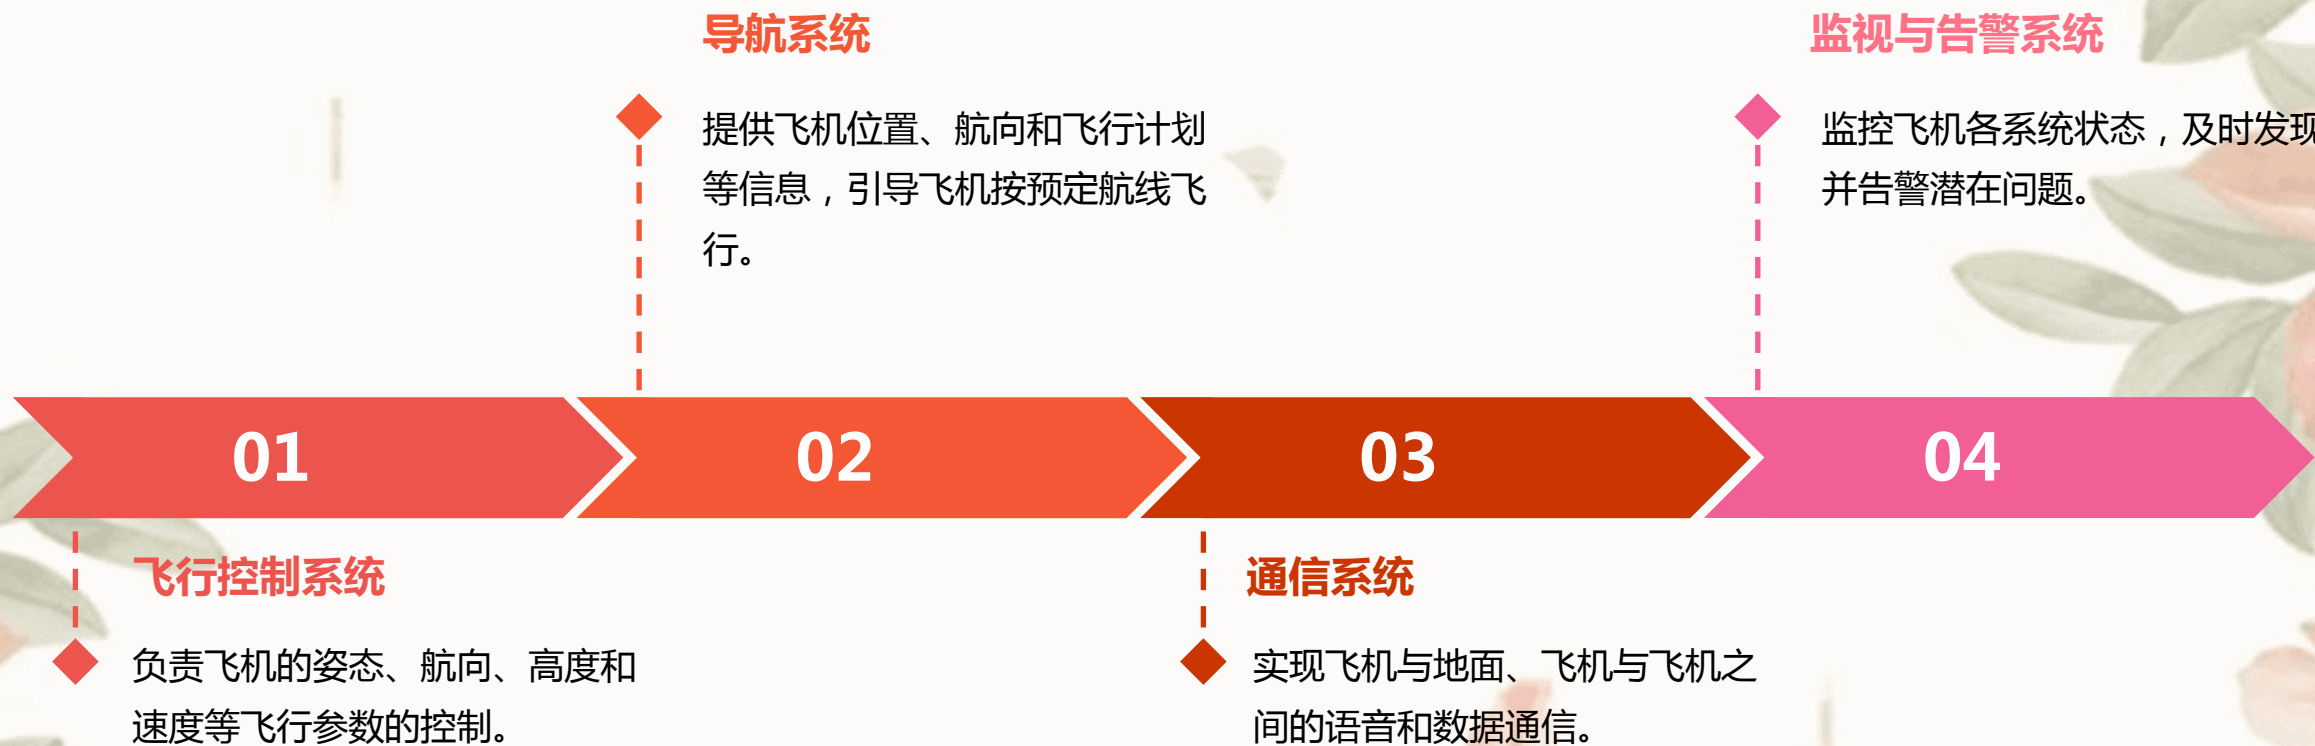 导航系统
提供飞机位置、航向和飞行计划
等信息，引导飞机按预定航线飞
行。
监视与告警系统
监控飞机各系统状态，及时发现
并告警潜在问题。
01
02
03
04
飞行控制系统
负责飞机的姿态、航向、高度和
速度等飞行参数的控制。
通信系统
实现飞机与地面、飞机与飞机之
间的语音和数据通信。